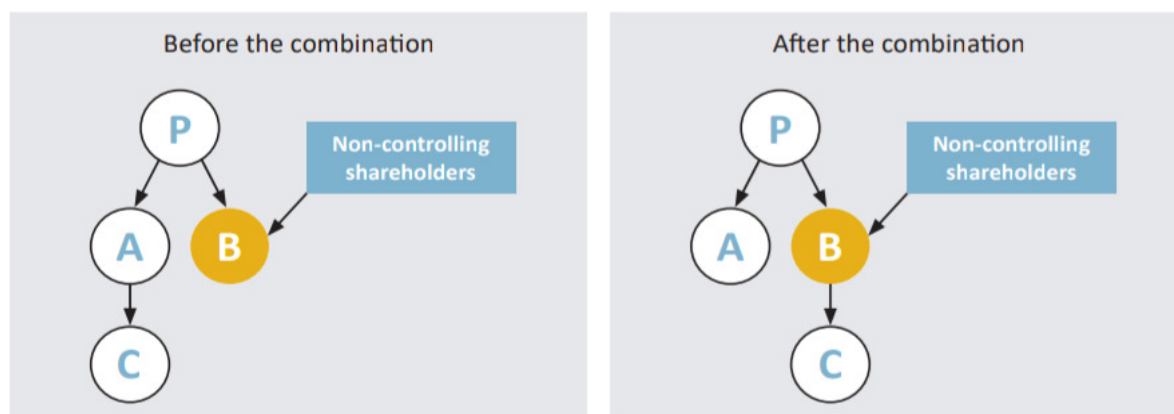 Before the combination
P
Non-controlling
shareholders
A
B
C
After the combination
P
Non-controlling
shareholders
A
B
C